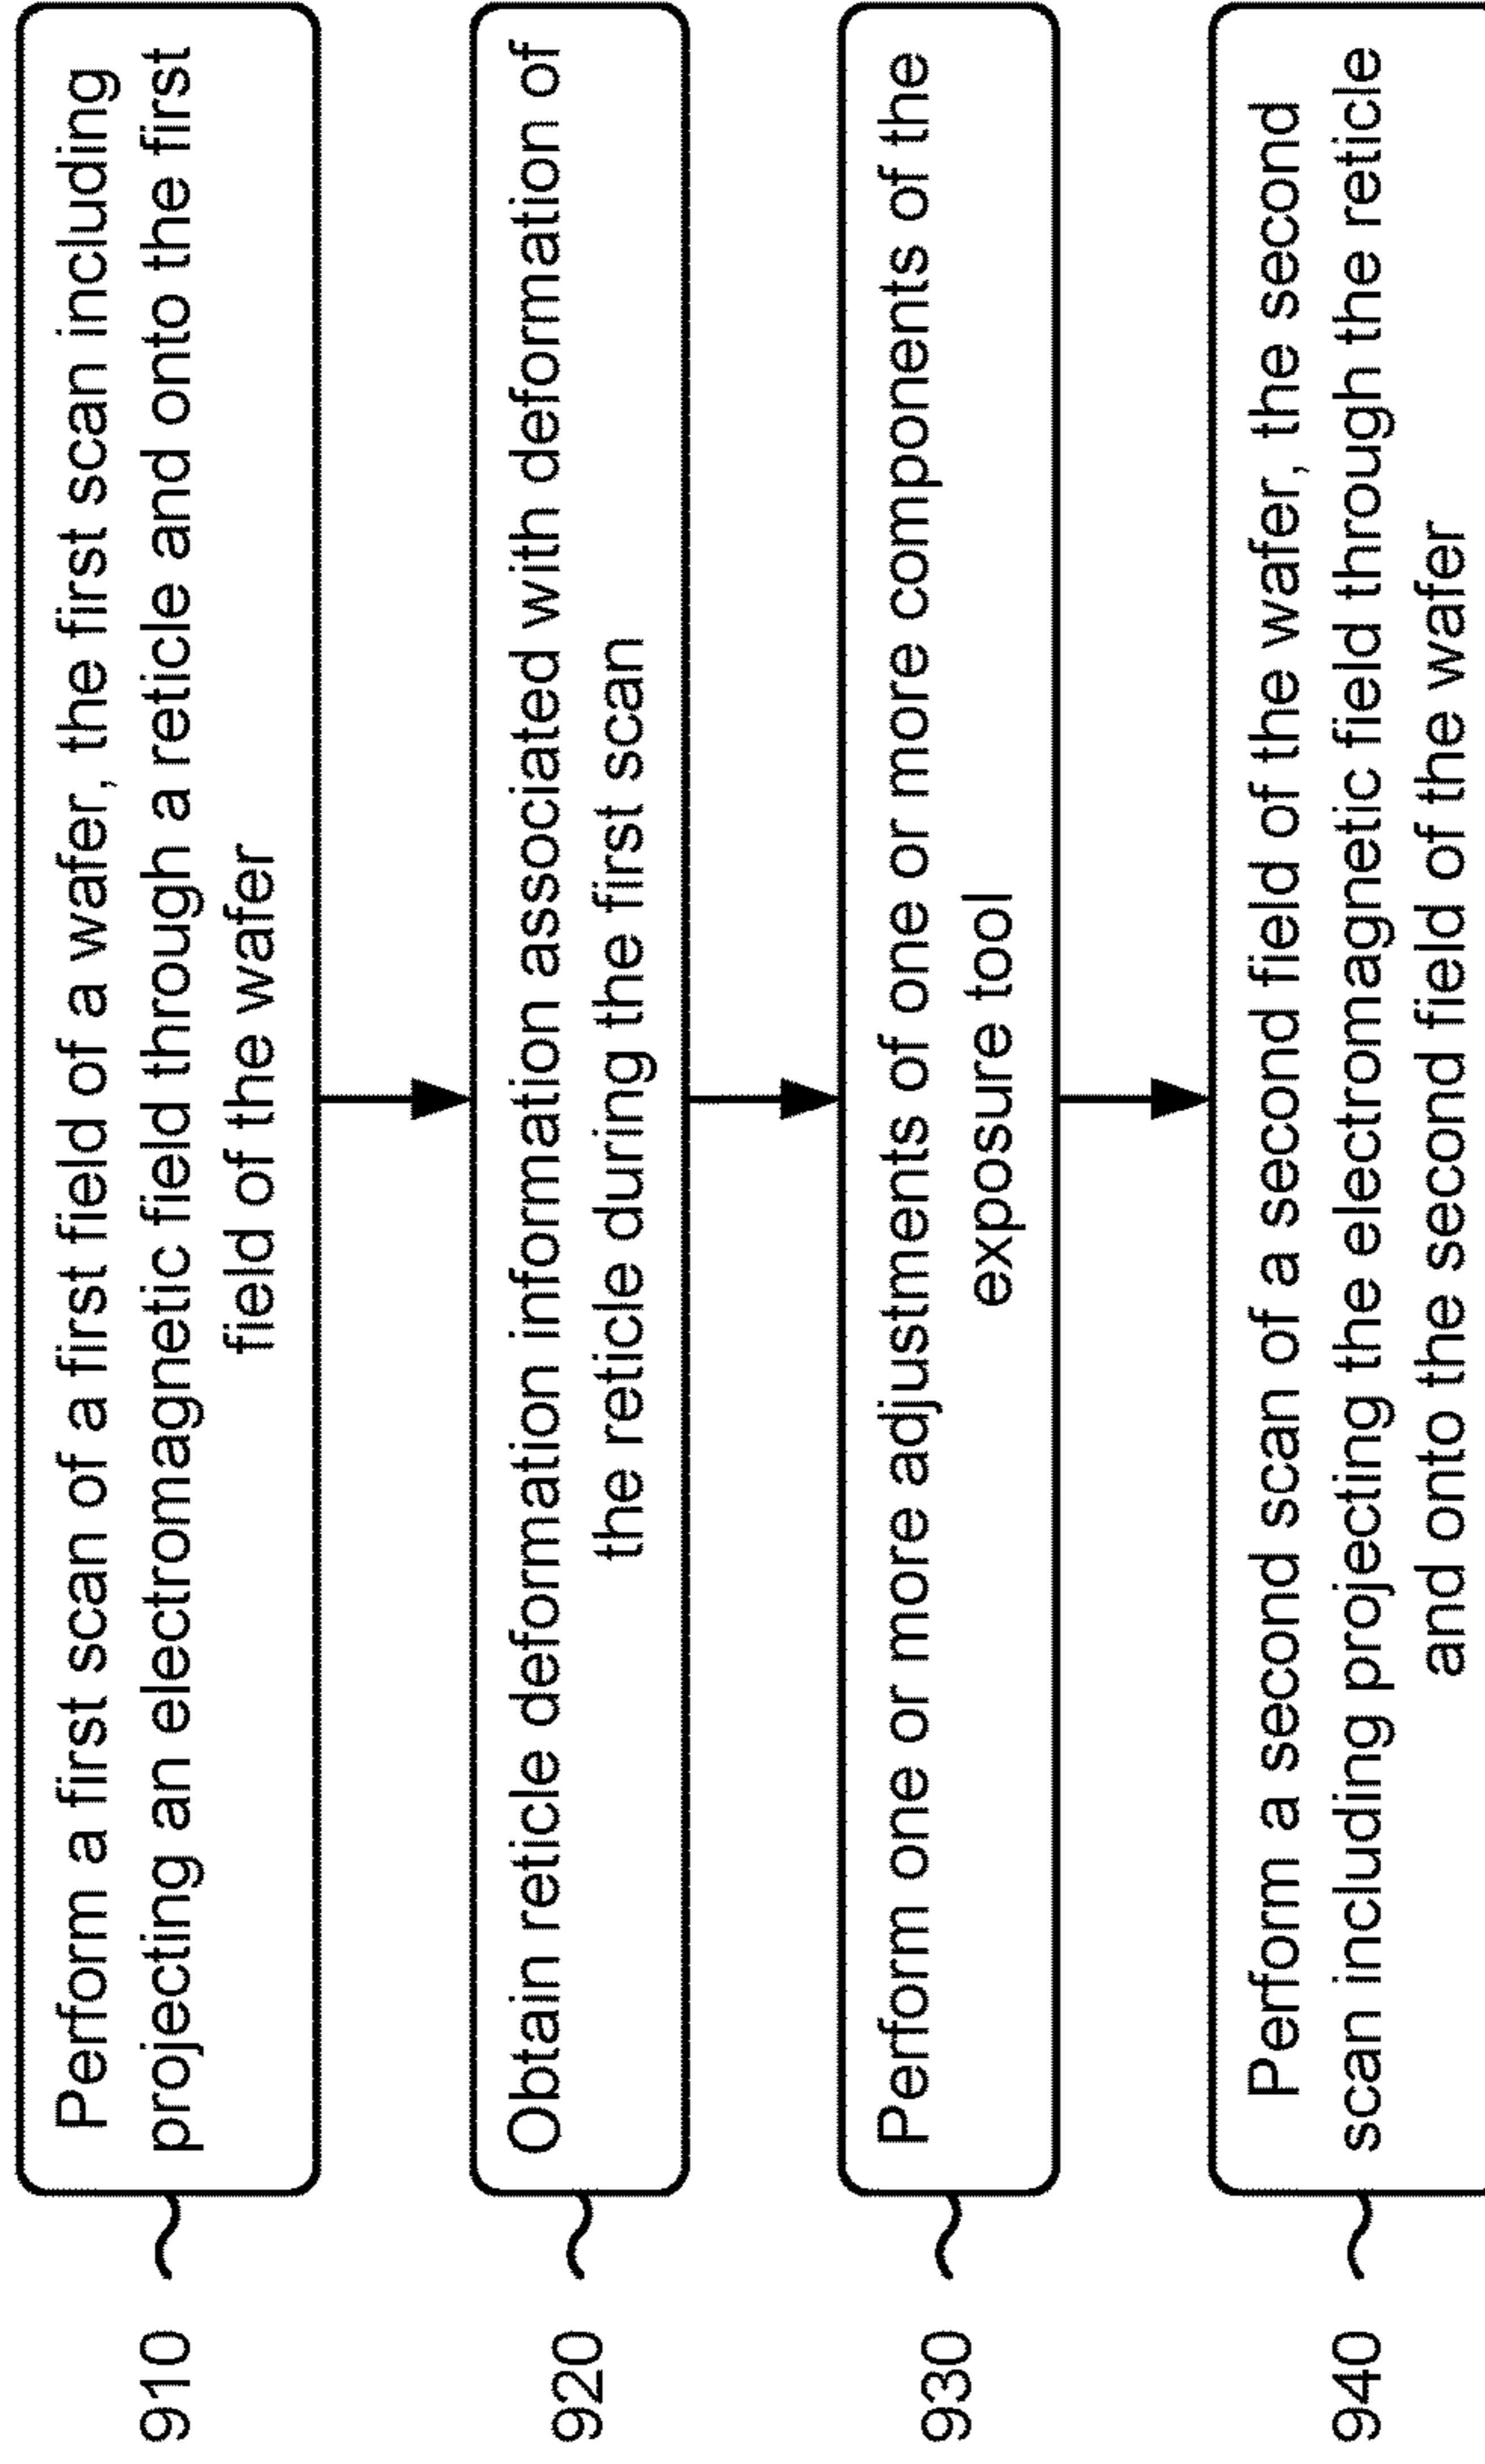 910
Perform a first scan of a first field of a wafer, the first scan including
projecting an electromagnetic field through a reticle and onto the first
field of the wafer
920
Obtain reticle deformation information associated with deformation of
the reticle during the first scan
930
Perform one or more adjustments of one or more components of the
exposure tool
940
Perform a second scan of a second field of the wafer, the second
scan including projecting the electromagnetic field through the reticle
and onto the second field of the wafer